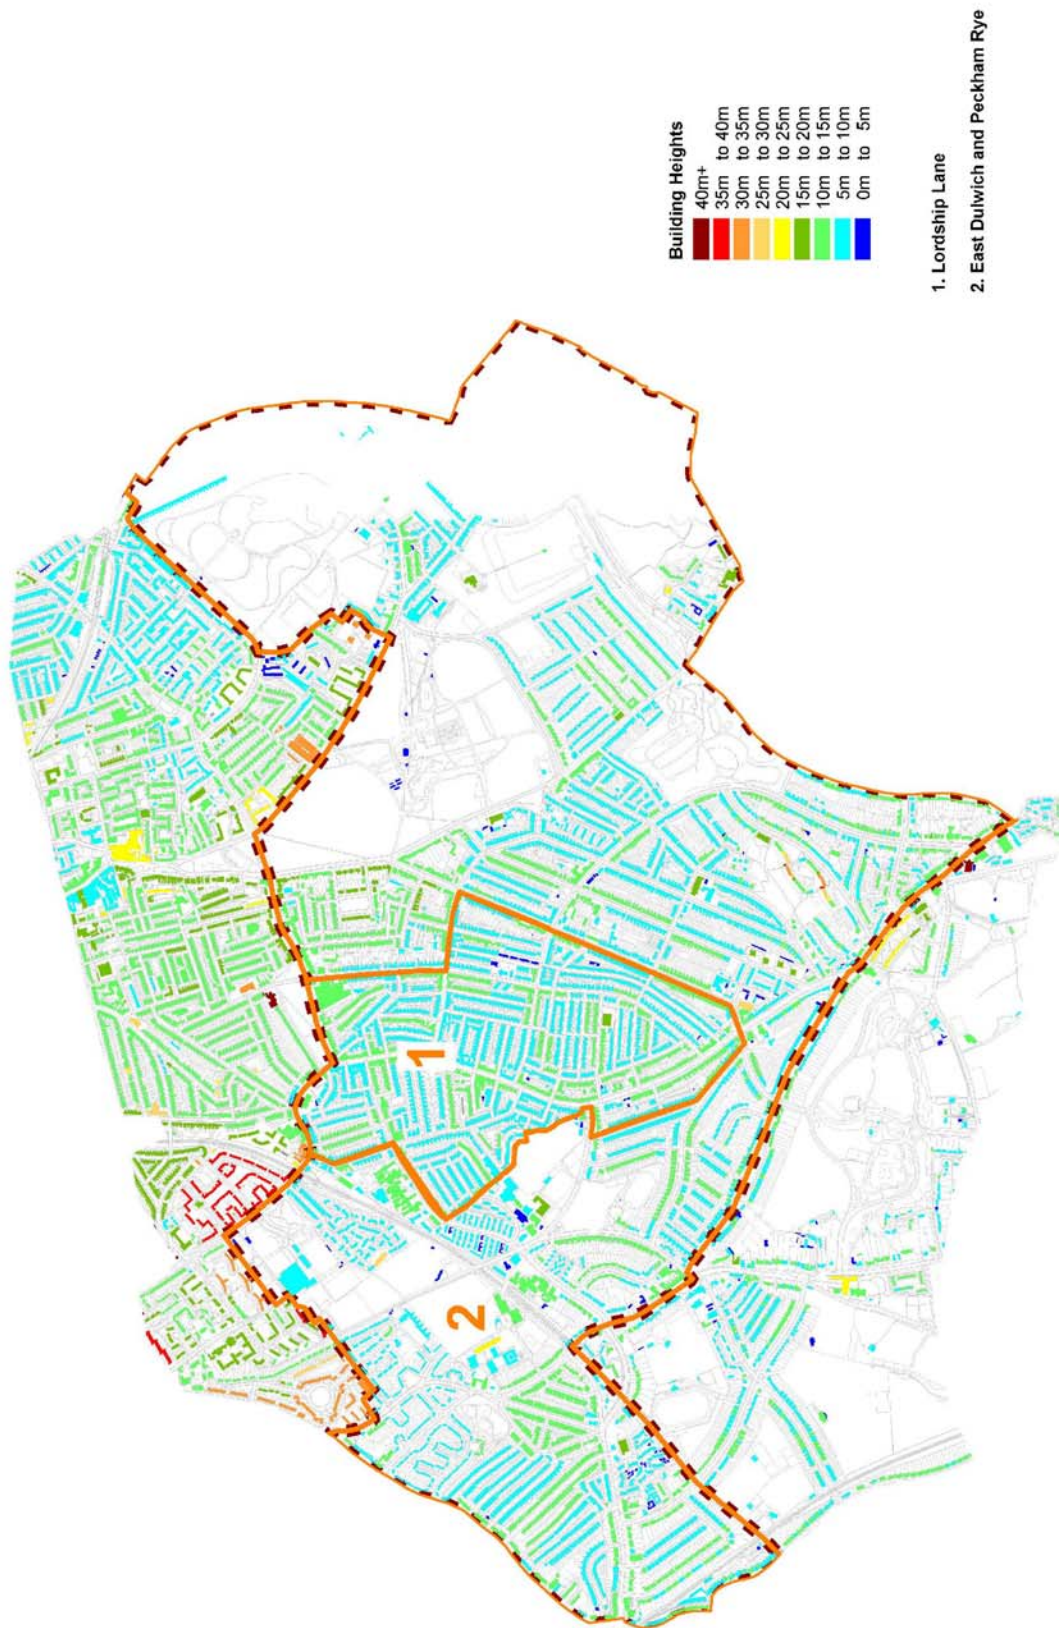 Building Heights
40m+
35m to 40m
30m to 35m
25m to 30m
20m to 25m
15m to 20m
10m to 15m
5m to 10m
0m to 5m
1. Lordship Lane
2. East Dulwich and Peckham Rye
1
2